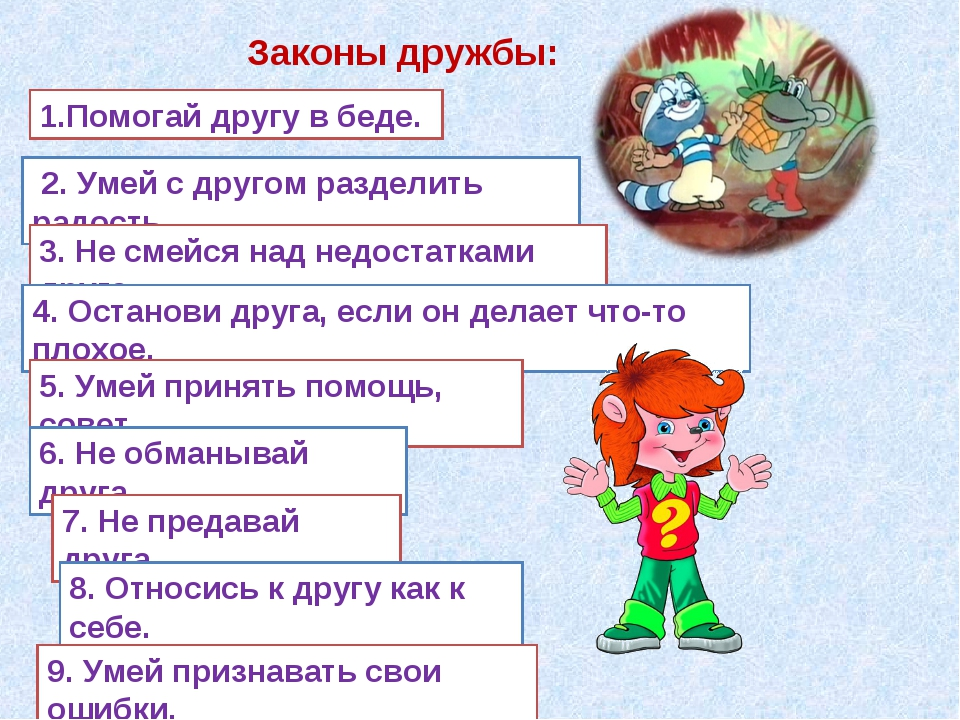 Законы дружбы:
1.Помогай другу в беде.
2. Умей с другом разделить
радость
3. Не смейся над недостатками
4. Останови друга, если он делает что-то
плохое.
5. Умей принять помощь,
совет
6. Не обманывай
друга
7. Не предавай
друга
8. Относись к другу как к
себе.
9. Умей признавать свои
ошибки.
?